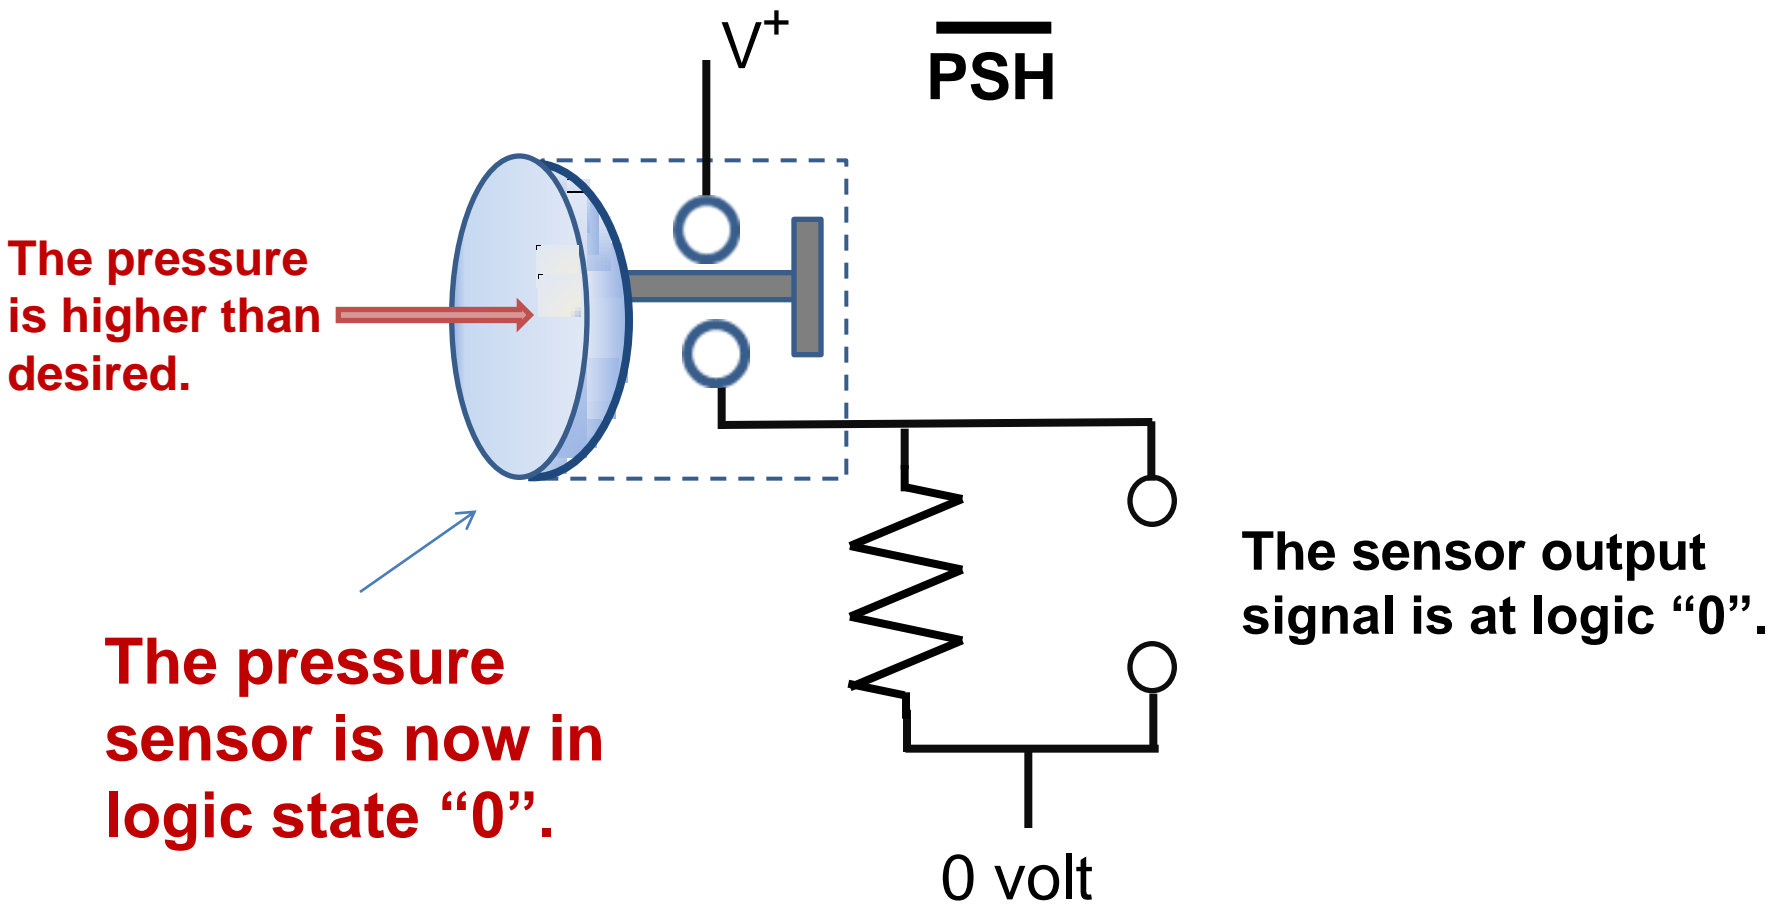 V⁺
PSH
The pressure
is higher than
desired.
The sensor output
signal is at logic “0”.
The pressure
sensor is now in
logic state “0”.
0 volt